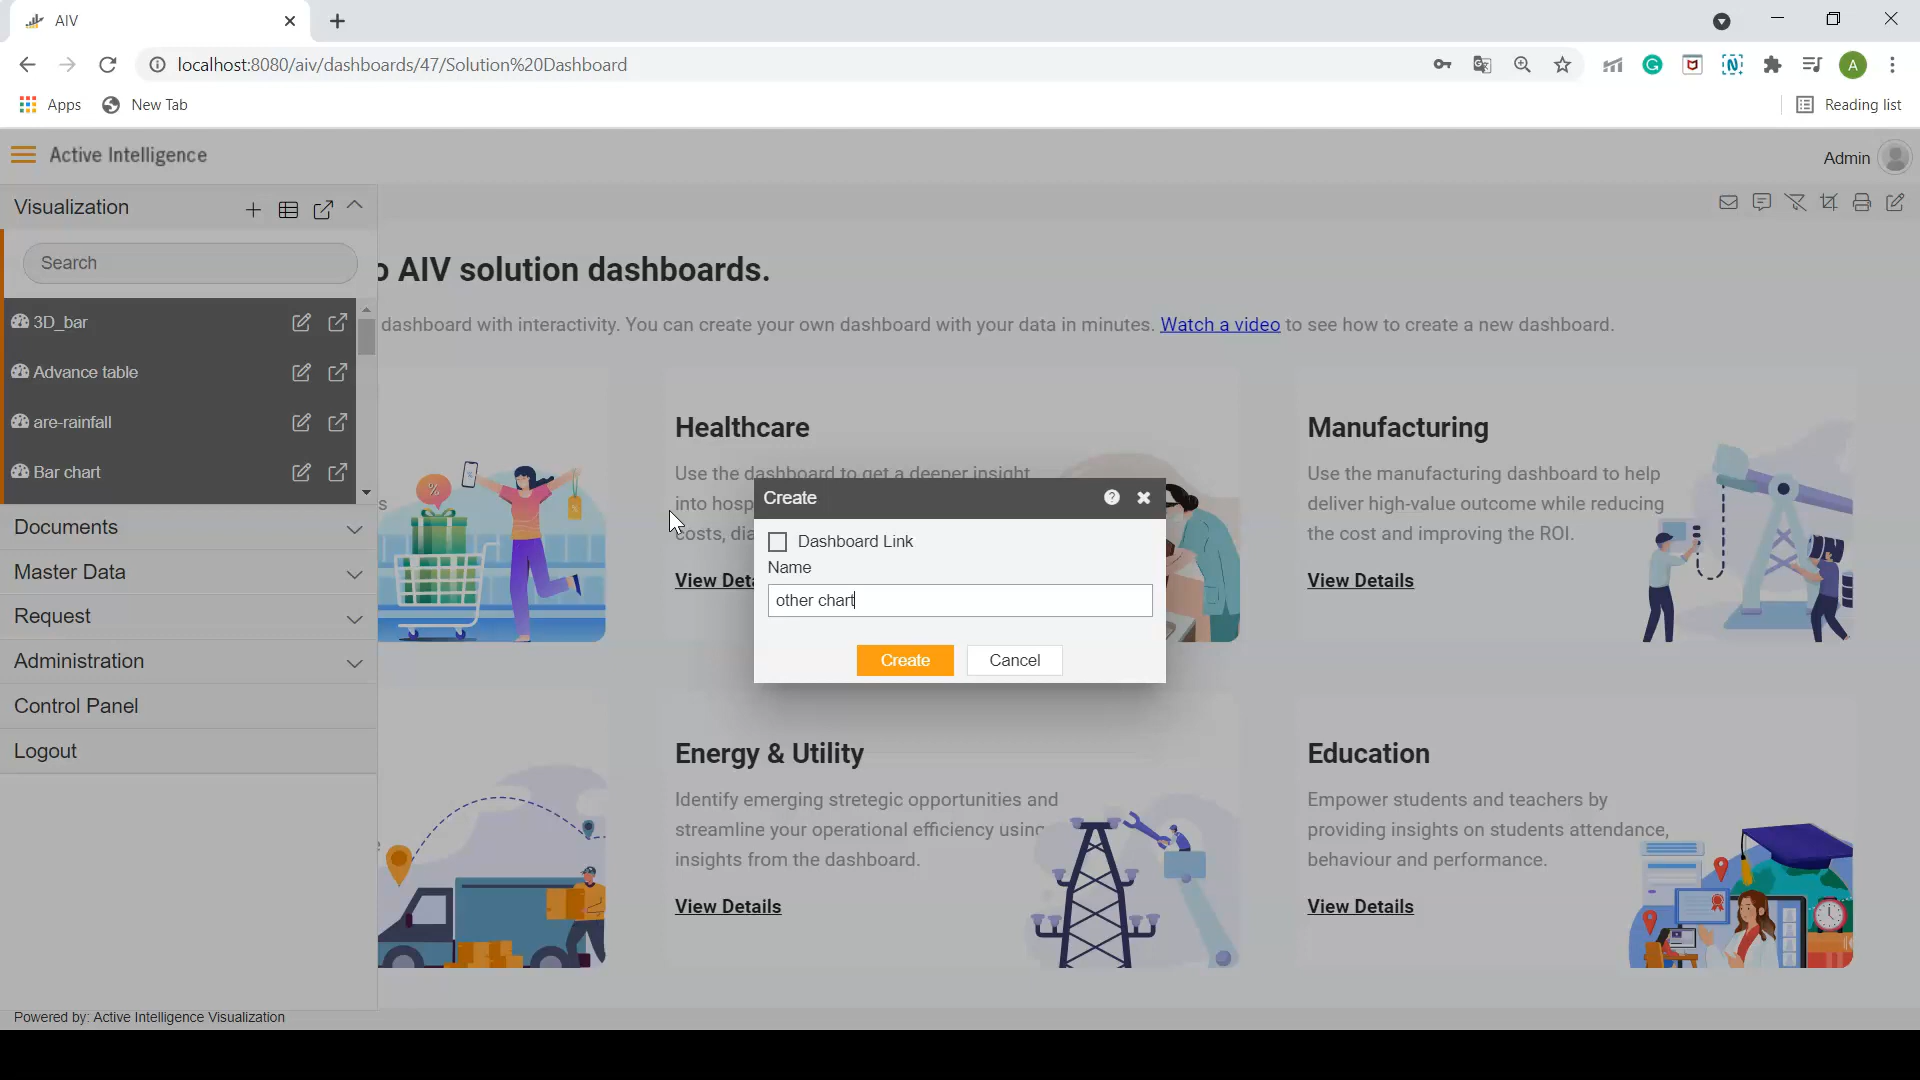 AIV
localhost:8080/aiv/dashboards/47/Solution%20Dashboard
A
Apps
New Tab
Reading list
Active Intelligence
Admin
Visualization
Search
3D_bar
Advance table
are-rainfall
Bar chart
Documents
Master Data
Request
Administration
Control Panel
Logout
Powered by: Active Intelligence Visualization
o AIV solution dashboards.
dashboard with interactivity. You can create your own dashboard with your data in minutes. Watch a video to see how to create a new dashboard.
s
%
Healthcare
Use the dashboard to get a deeper insight
into hosp
costs, dia
View Deta
Manufacturing
Use the manufacturing dashboard to help
deliver high-value outcome while reducing
the cost and improving the ROI.
View Details
Create
Dashboard Link
Name
other chart
Create
Cancel
Energy & Utility
Identify emerging stretegic opportunities and
streamline your operational efficiency using
insights from the dashboard.
View Details
Education
Empower students and teachers by
providing insights on students attendance,
behaviour and performance.
View Details